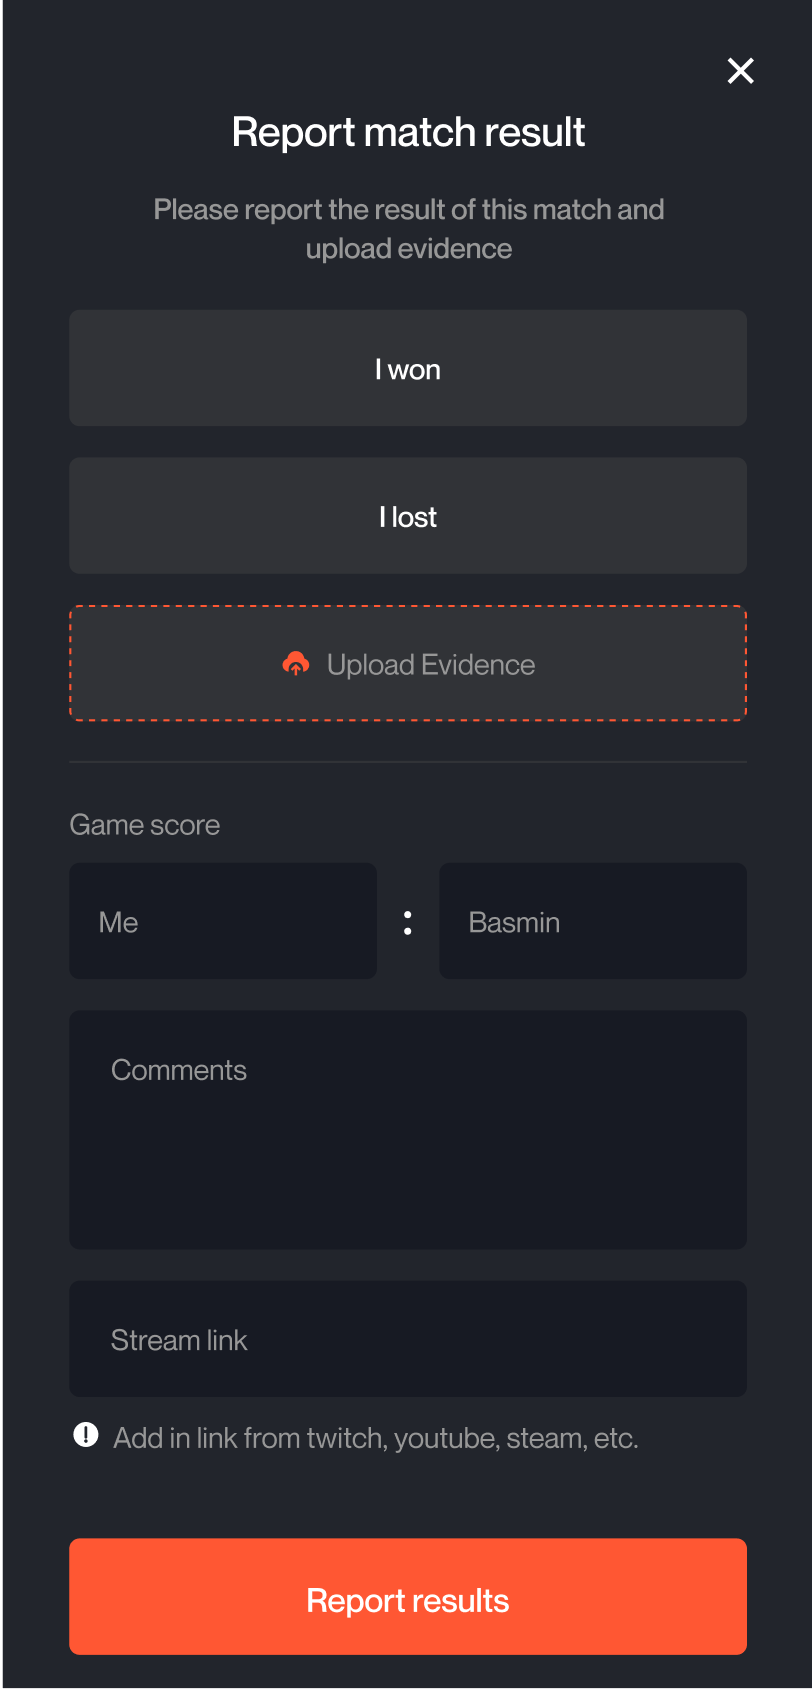 Report match result
Please report the result of this match and
upload evidence
I won
I lost
Upload Evidence
Game score
Me
:
Basmin
Comments
Stream link
Add in link from twitch, youtube, steam, etc.
Report results